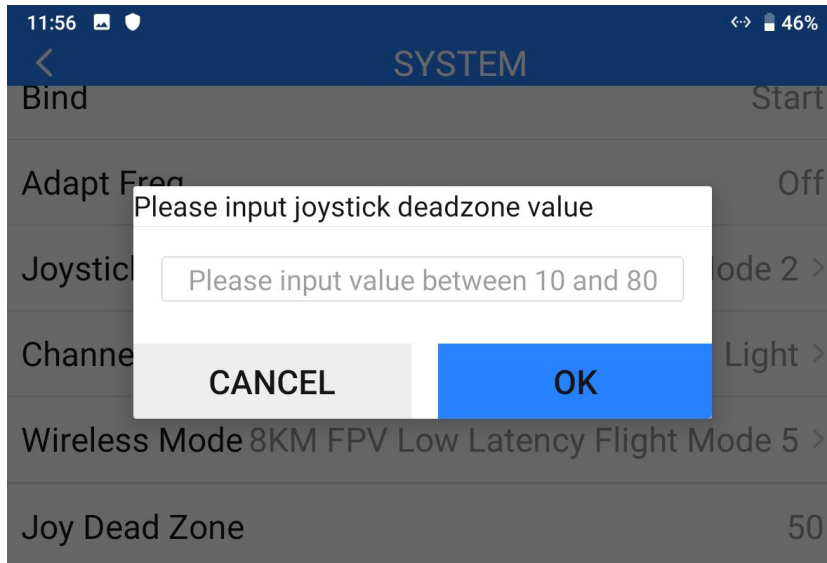 11:56 46%
SYSTEM
Bind Start
Adapt Freq Off
Please input joystick deadzone value
Joystic ode 2 >
Please input value between 10 and 80
Channe Light >
CANCEL OK
Wireless Mode 8KM FPV Low Latency Flight Mode 5 >
Joy Dead Zone 50